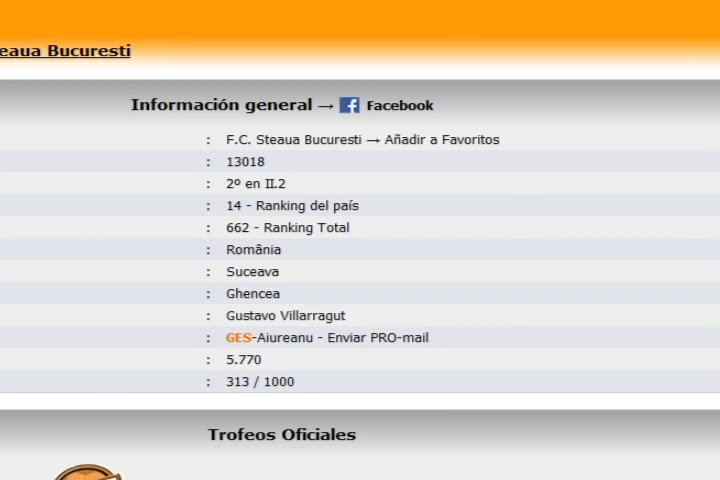 eaua Bucuresti
Información general → Facebook
: F.C. Steaua Bucuresti → Añadir a Favoritos
: 13018
: 2º en II.2
: 14 - Ranking del país
: 662 - Ranking Total
: România
: Suceava
: Ghencea
: Gustavo Villarragut
: GES-Aiureanu - Enviar PRO-mail
: 5.770
: 313 / 1000
Trofeos Oficiales